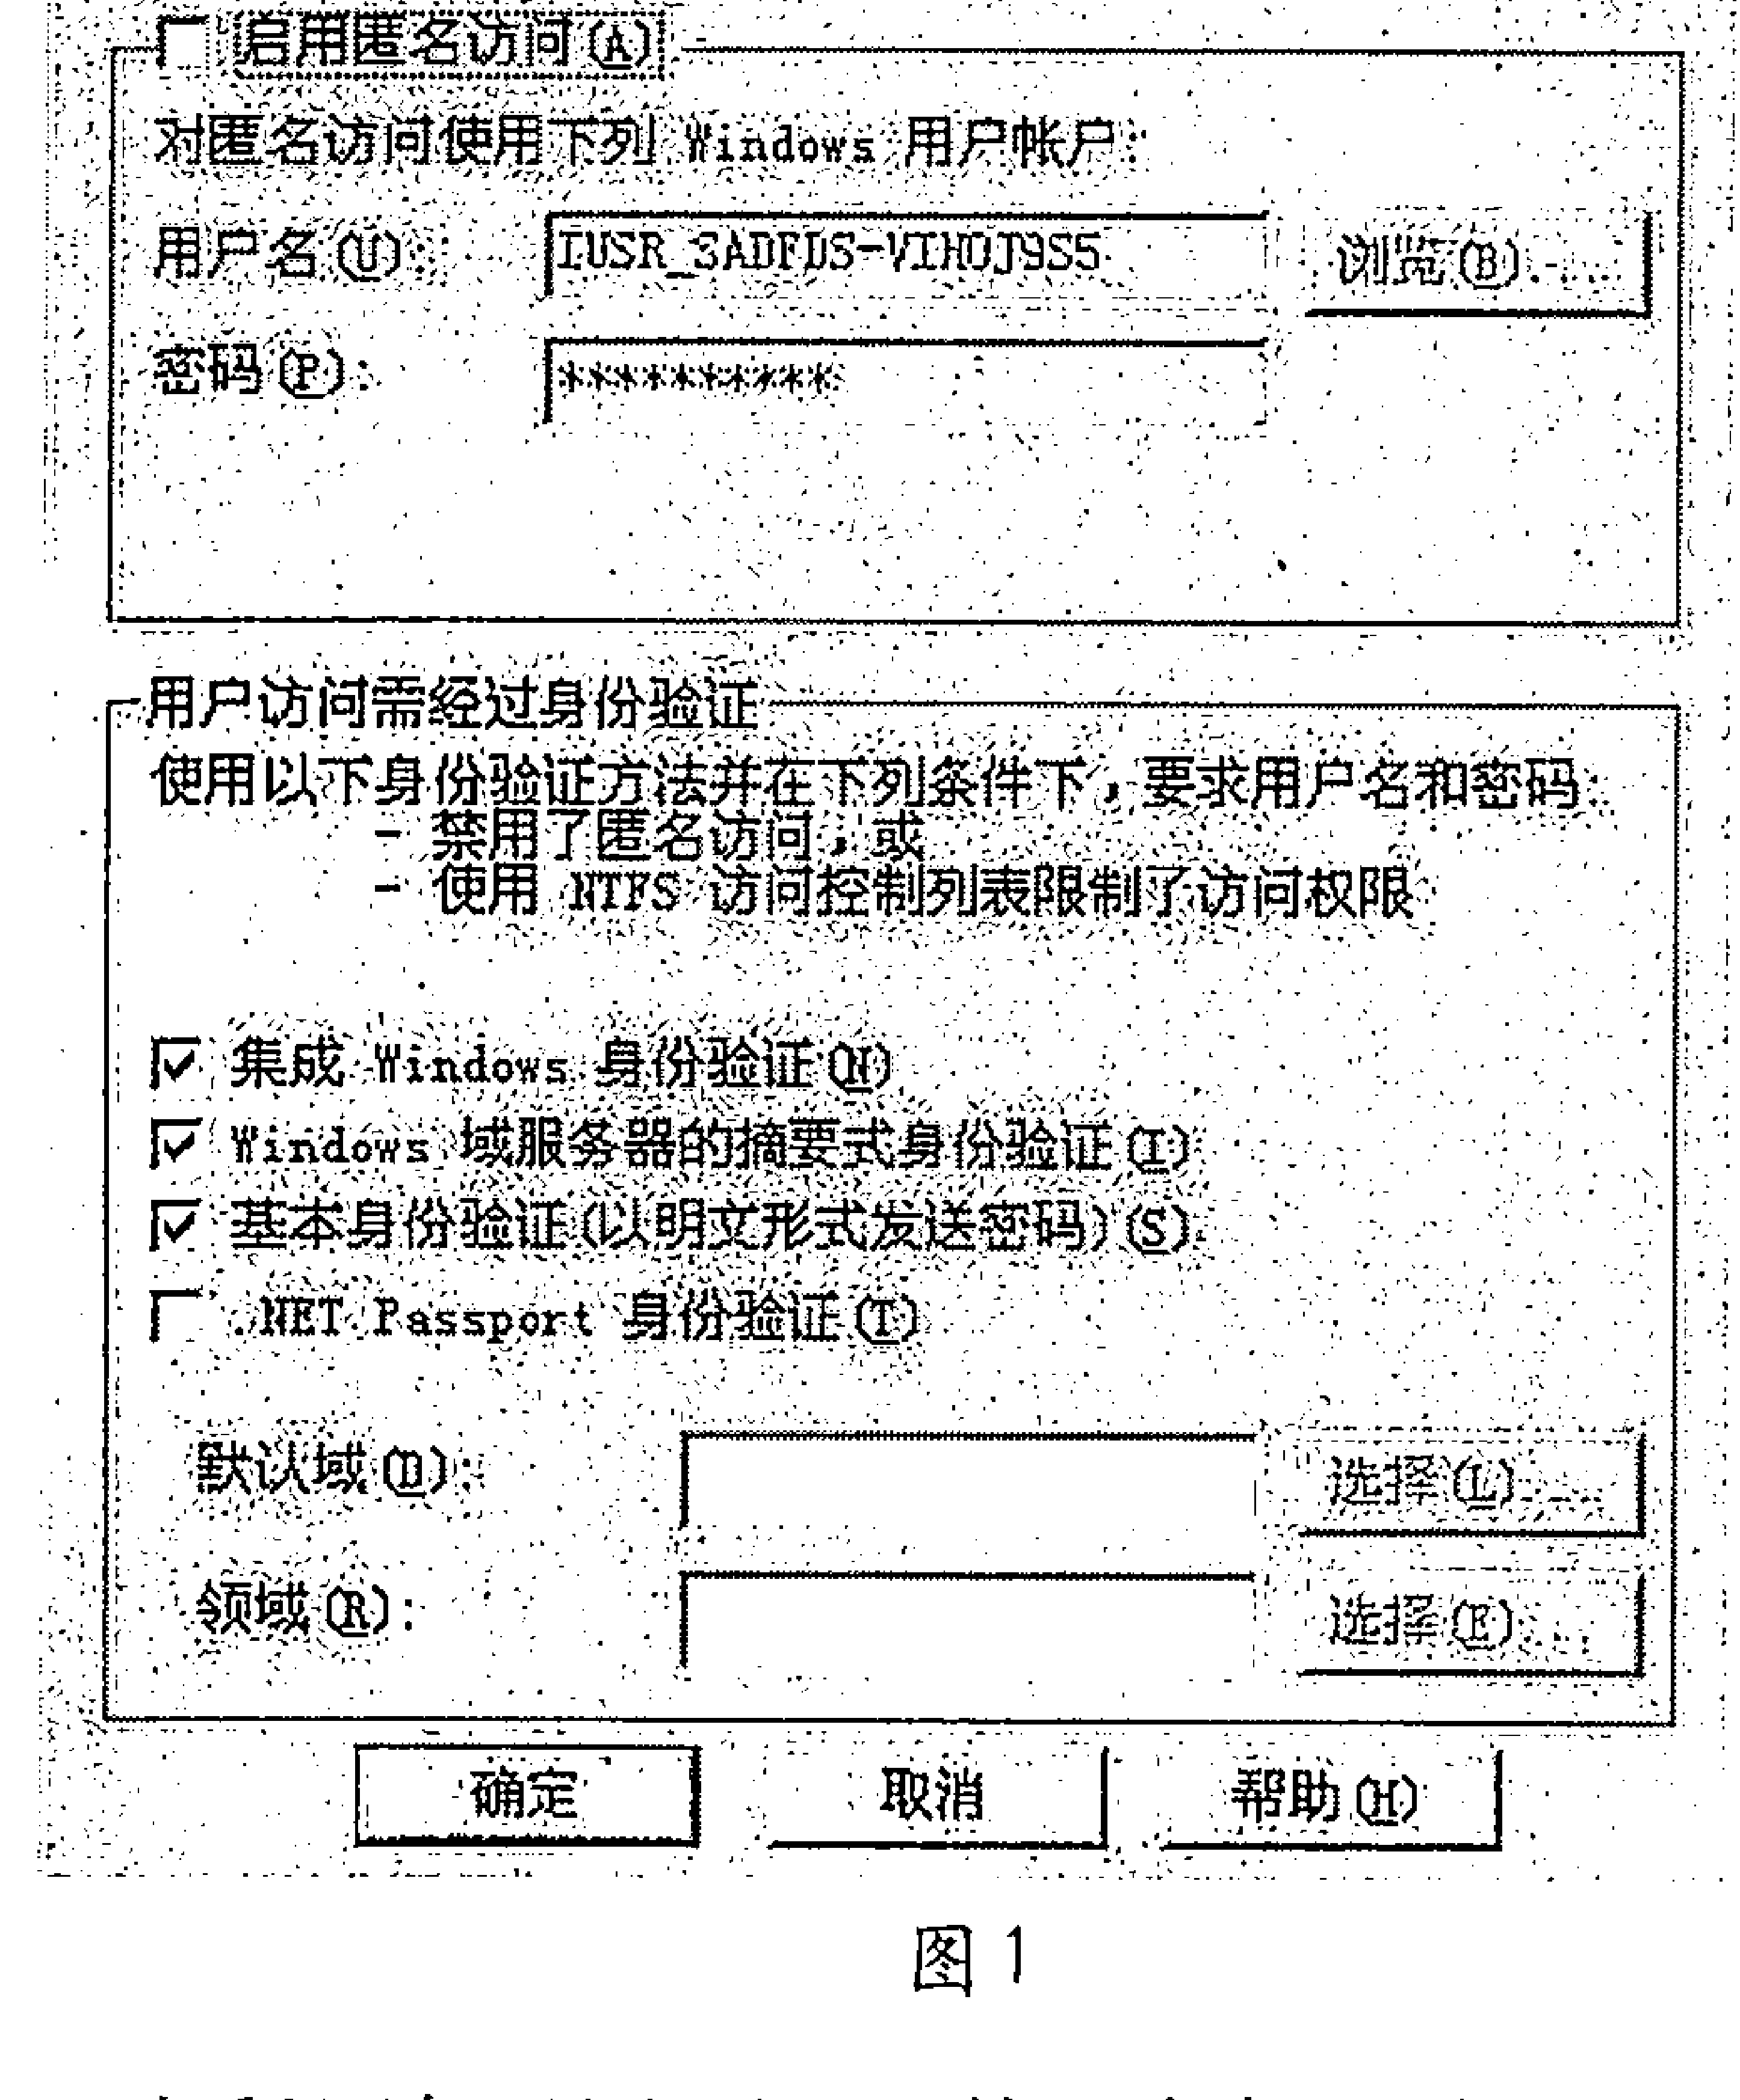 启用匿名访问(A)
对匿名访问使用下列 Windows 用户帐户:
用户名(U): IUSR_3ADFDS-VIHOJ9S5 浏览(B)...
密码(P): **********
用户访问需经过身份验证
使用以下身份验证方法并在下列条件下，要求用户名和密码:
- 禁用了匿名访问，或
- 使用 NTFS 访问控制列表限制了访问权限
集成 Windows 身份验证(N)
Windows 域服务器的摘要式身份验证(I)
基本身份验证(以明文形式发送密码)(S)
.NET Passport 身份验证(T)
默认域(D): 选择(L)...
领域(R): 选择(E)...
确定 取消 帮助(H)
图 1